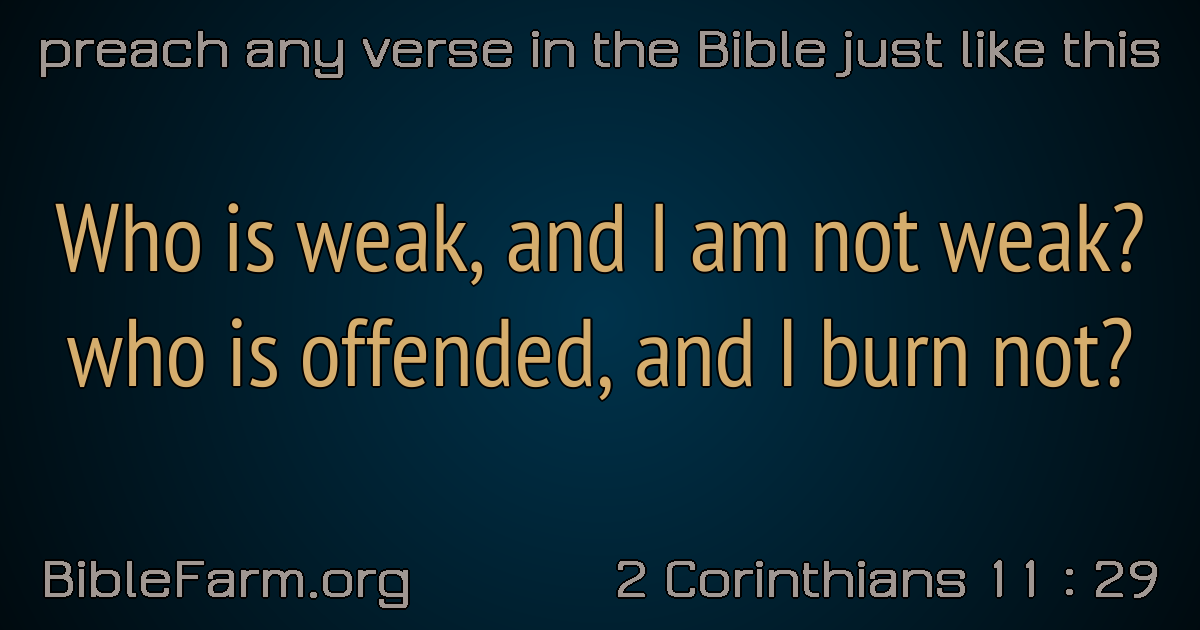 preach any verse in the Bible just like this
Who is weak, and I am not weak?
who is offended, and I burn not?
BibleFarm.org
2 Corinthians 11 : 29